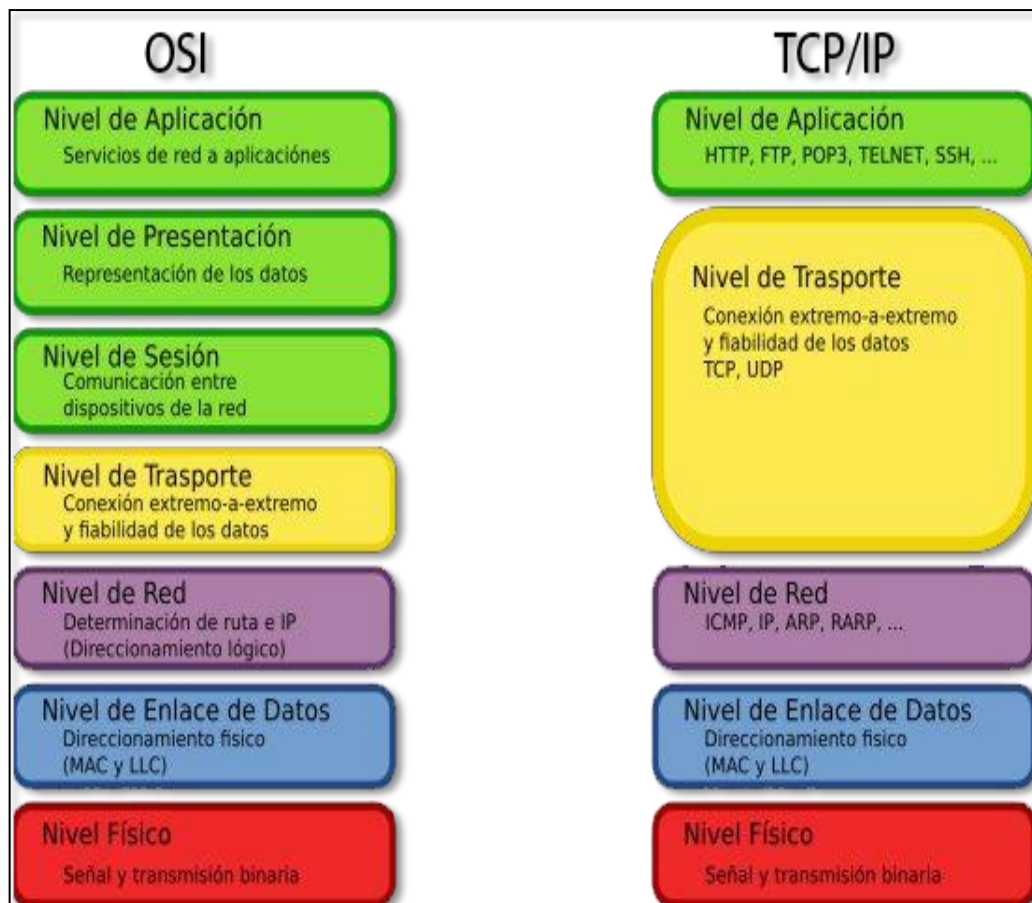 OSI
Nivel de Aplicación
Servicios de red a aplicaciónes
Nivel de Presentación
Representación de los datos
Nivel de Sesión
Comunicación entre
dispositivos de la red
Nivel de Trasporte
Conexión extremo-a-extremo
y fiabilidad de los datos
Nivel de Red
Determinación de ruta e IP
(Direccionamiento lógico)
Nivel de Enlace de Datos
Direccionamiento fisico
(MAC y LLC)
Nivel Físico
Señal y transmisión binaria
TCP/IP
Nivel de Aplicación
HTTP, FTP, POP3, TELNET, SSH, ...
Nivel de Trasporte
Conexión extremo-a-extremo
y fiabilidad de los datos
TCP, UDP
Nivel de Red
ICMP, IP, ARP, RARP, ...
Nivel de Enlace de Datos
Direccionamiento fisico
(MAC y LLC)
Nivel Físico
Señal y transmisión binaria